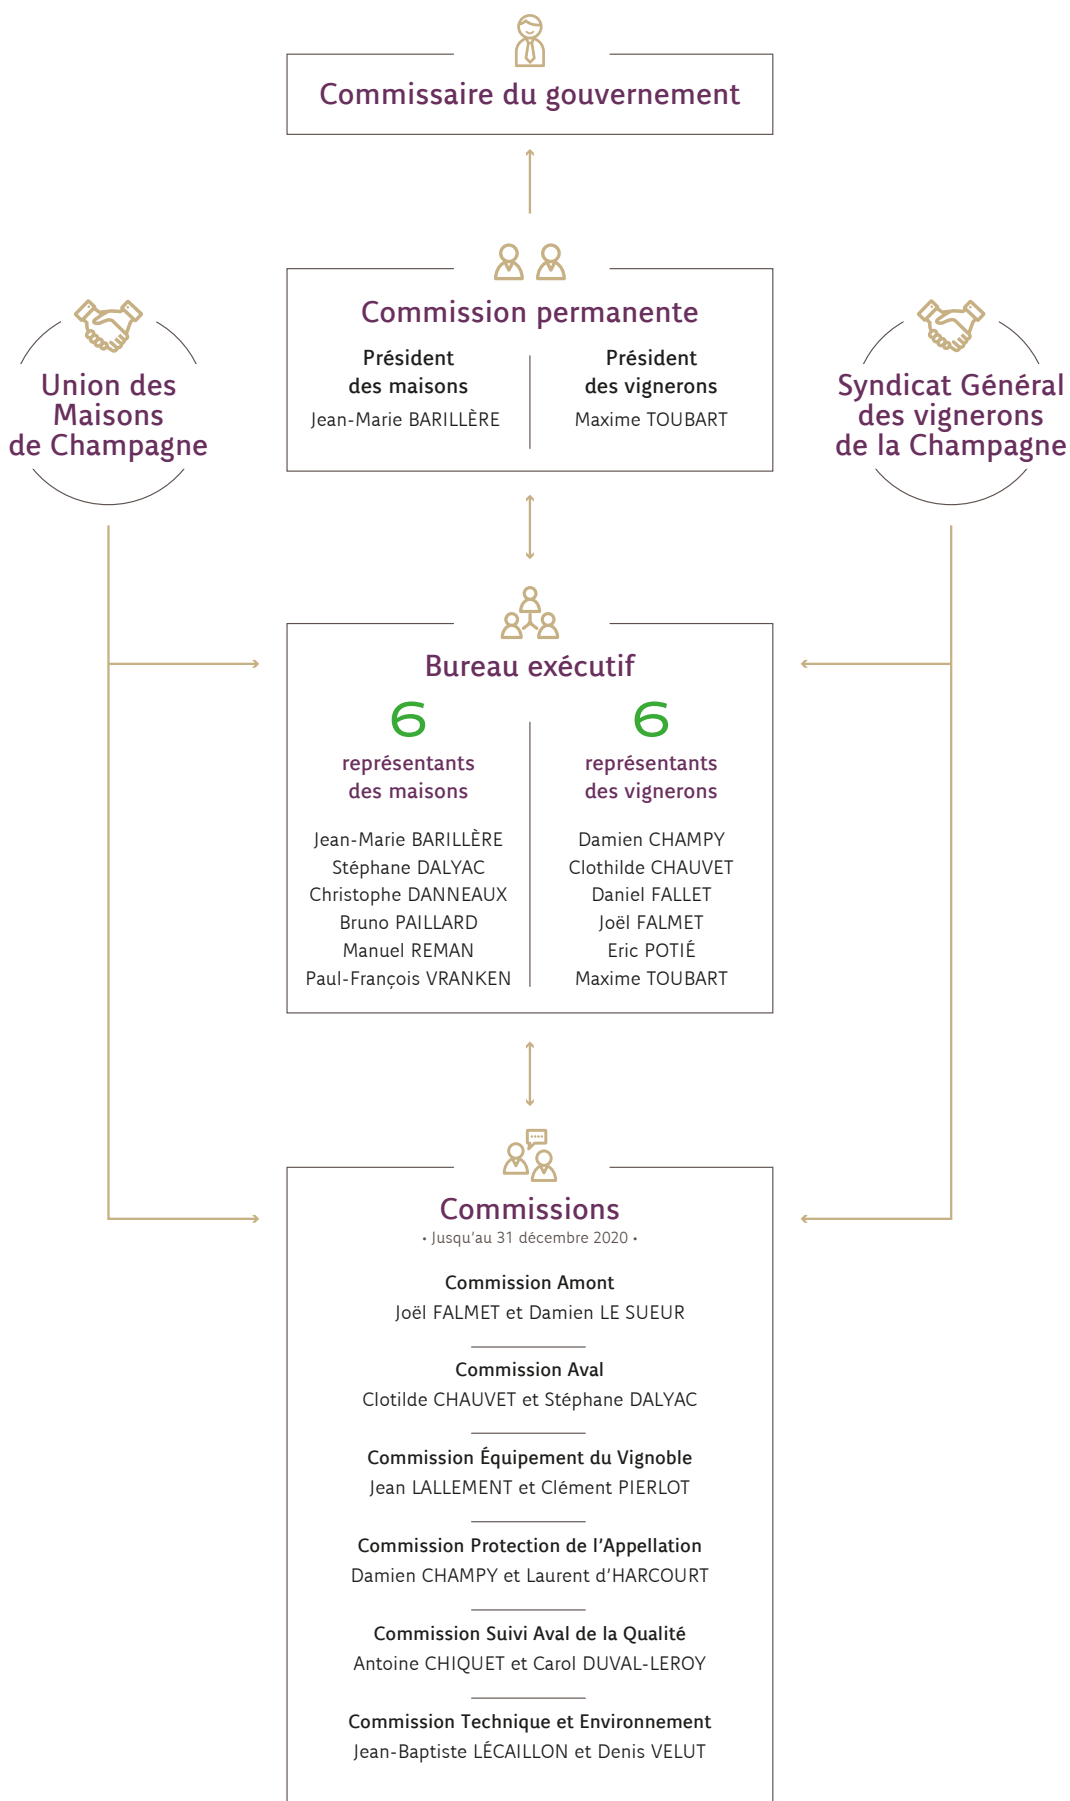 Commissaire du gouvernement
Commission permanente
Président
des maisons
Jean-Marie BARILLÈRE
Président
des vignerons
Maxime TOUBART
Union des
Maisons
de Champagne
Syndicat Général
des vignerons
de la Champagne
Bureau exécutif
6
représentants
des maisons
Jean-Marie BARILLÈRE
Stéphane DALYAC
Christophe DANNEAUX
Bruno PAILLARD
Manuel REMAN
Paul-François VRANKEN
6
représentants
des vignerons
Damien CHAMPY
Clothilde CHAUVET
Daniel FALLET
Joël FALMET
Eric POTIÉ
Maxime TOUBART
Commissions
• Jusqu'au 31 décembre 2020 •
Commission Amont
Joël FALMET et Damien LE SUEUR
Commission Aval
Clotilde CHAUVET et Stéphane DALYAC
Commission Équipement du Vignoble
Jean LALLEMENT et Clément PIERLOT
Commission Protection de l'Appellation
Damien CHAMPY et Laurent d'HARCOURT
Commission Suivi Aval de la Qualité
Antoine CHIQUET et Carol DUVAL-LEROY
Commission Technique et Environnement
Jean-Baptiste LÉCAILLON et Denis VELUT